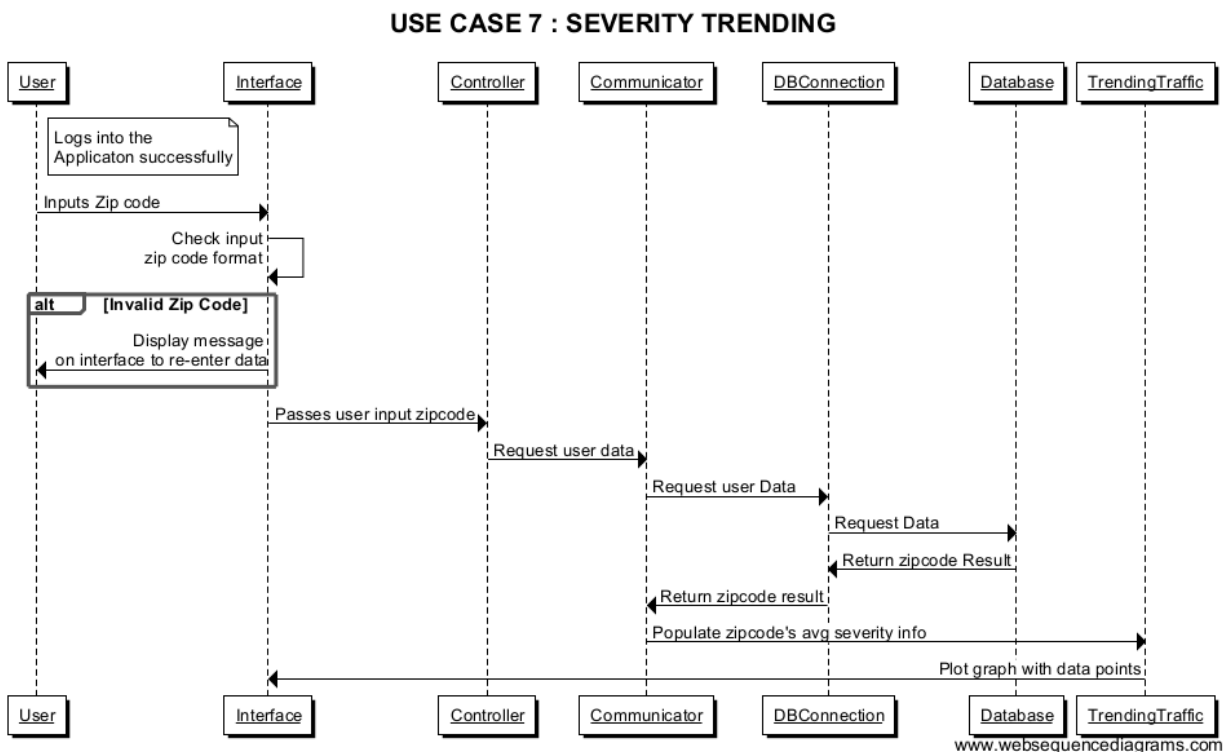 USE CASE 7 : SEVERITY TRENDING
User
Interface
Controller
Communicator
DBConnection
Database
TrendingTraffic
Logs into the
Applicaton successfully
Inputs Zip code
Check input
zip code format
alt
[Invalid Zip Code]
Display message
on interface to re-enter data
Passes user input zipcode
Request user data
Request user Data
Request Data
Return zipcode Result
Return zipcode result
Populate zipcode's avg severity info
Plot graph with data points
User
Interface
Controller
Communicator
DBConnection
Database
TrendingTraffic
www.websequencediagrams.com